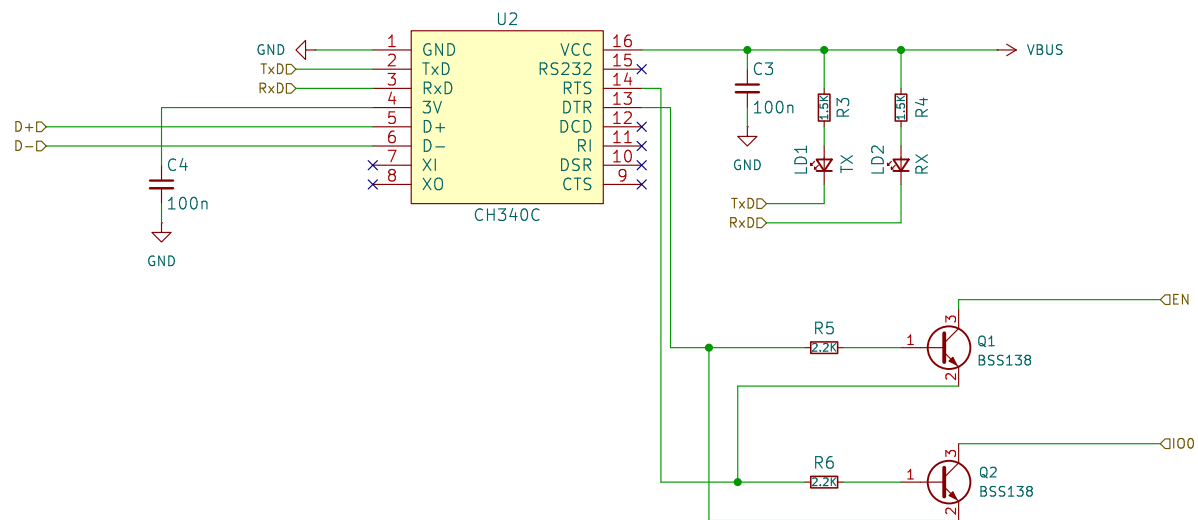 U2
GND 1 GND VCC 16 VBUS
TxD 2 TxD RS232 15
RxD 3 RxD RTS 14
4 3V DTR 13
D+ 5 D+ DCD 12
D- 6 D- RI 11
7 XI DSR 10
8 XO CTS 9
CH340C
C4
100n
GND
C3
100n
GND
1.5K R3
1.5K R4
LD1 TX
LD2 RX
TxD
RxD
EN
R5
2.2K
1
3
2
Q1
BSS138
IO0
R6
2.2K
1
3
2
Q2
BSS138